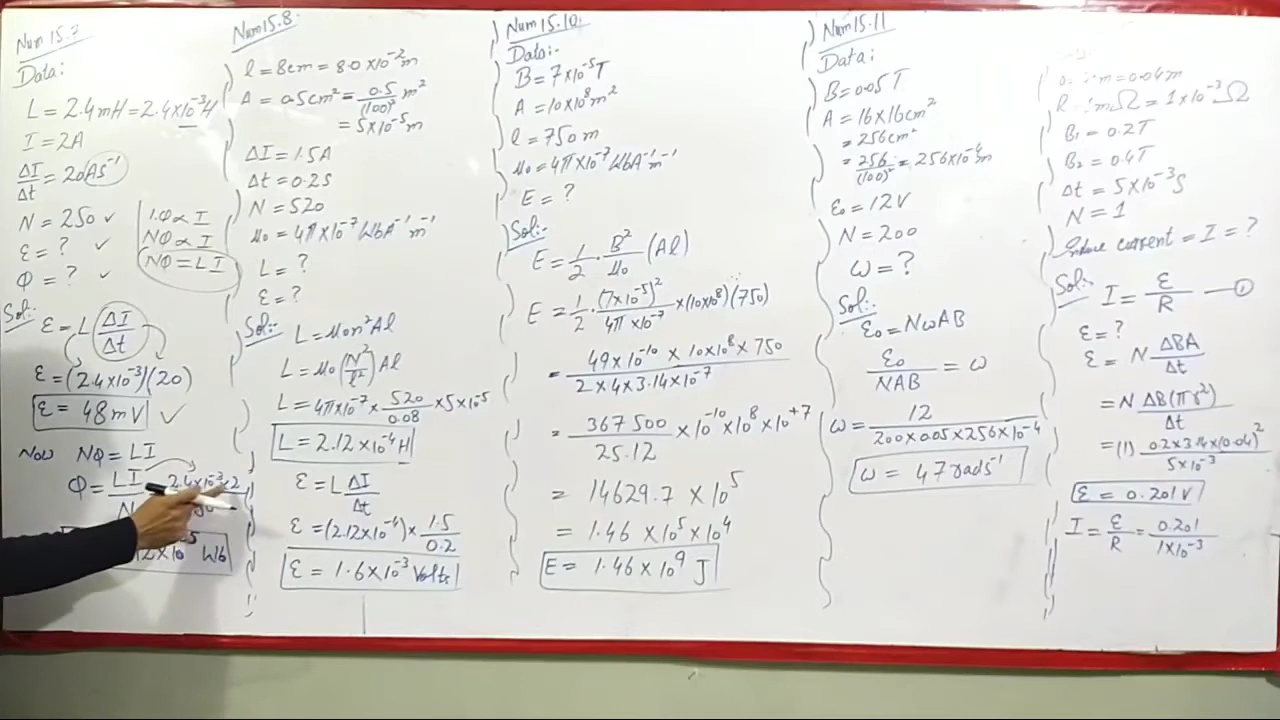 Num 15.7
Data:
L = 2.4mH = 2.4×10⁻³H
I = 2A
ΔI/Δt = 20As⁻¹
N = 250 ✓
ε = ? ✓
Φ = ? ✓
1.Φ ∝ I
NΦ ∝ I
NΦ = LI
Sol:
ε = L ΔI/Δt
ε = (2.4×10⁻³)(20)
ε = 48mV ✓
Now NΦ = LI
Φ = LI 2.4×10⁻³×2
Wb
Num 15.8.
l = 8cm = 8.0×10⁻²m
A = 0.5cm² = 0.5/(100)² m²
= 5×10⁻⁵m
ΔI = 1.5A
Δt = 0.2S
N = 520
μ₀ = 4π×10⁻⁷WbA⁻¹m⁻¹
L = ?
ε = ?
Sol:-
L = μ₀n²Al
L = μ₀(N²/l²)Al
L = 4π×10⁻⁷ × 520/0.08 × 5×10⁻⁵
L = 2.12×10⁻⁴H
ε = L ΔI/Δt
ε = (2.12×10⁻⁴) × 1.5/0.2
ε = 1.6×10⁻³ Volts
Num 15.10.
Data:-
B = 7×10⁻⁵T
A = 10×10⁸m²
l = 750m
μ₀ = 4π×10⁻⁷WbA⁻¹m⁻¹
E = ?
Sol:-
E = 1/2 · B²/μ₀ (Al)
E = 1/2 · (7×10⁻⁵)²/4π×10⁻⁷ × (10×10⁸)(750)
= 49×10⁻¹⁰ × 10×10⁸ × 750 / 2×4×3.14×10⁻⁷
= 367500/25.12 × 10⁻¹⁰×10⁸×10⁺⁷
= 14629.7 × 10⁵
= 1.46 × 10⁵×10⁴
E = 1.46×10⁹ J
Num 15.11
Data:
B = 0.05T
A = 16×16cm²
= 256cm²
= 256/(100)² = 256×10⁻⁴m
ε₀ = 12V
N = 200
ω = ?
Sol:-
ε₀ = NωAB
ε₀/NAB = ω
ω = 12/200×0.05×256×10⁻⁴
ω = 47rads⁻¹
m = 0.04m
1mΩ = 1×10⁻³Ω
B₁ = 0.2T
B₂ = 0.4T
Δt = 5×10⁻³S
N = 1
current = I = ?
Sol:-
I = ε/R — ①
ε = ?
ε = N ΔBA/Δt
= N ΔB(πr²)/Δt
= (1) 0.2×3.14×(0.04)²/5×10⁻³
ε = 0.201V
I = ε/R = 0.201/1×10⁻³